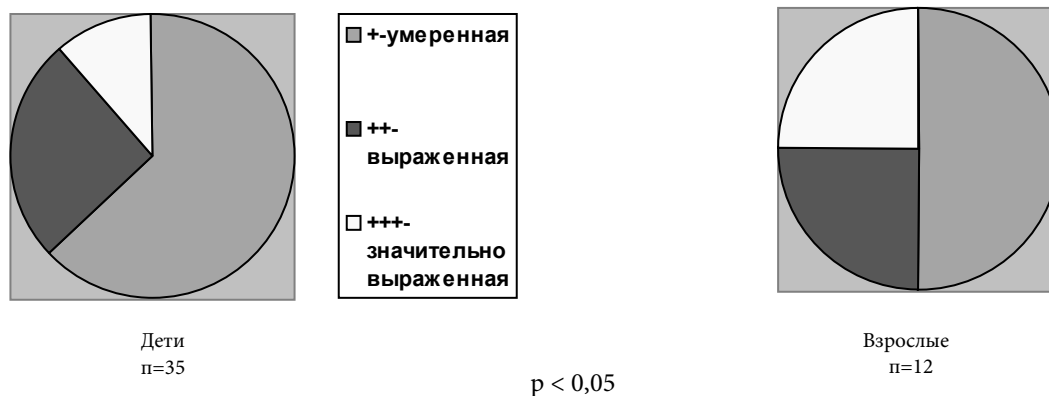 +-умеренная
++-
выраженная
+++-
значительно
выраженная
Дети
п=35
Взрослые
п=12
p < 0,05